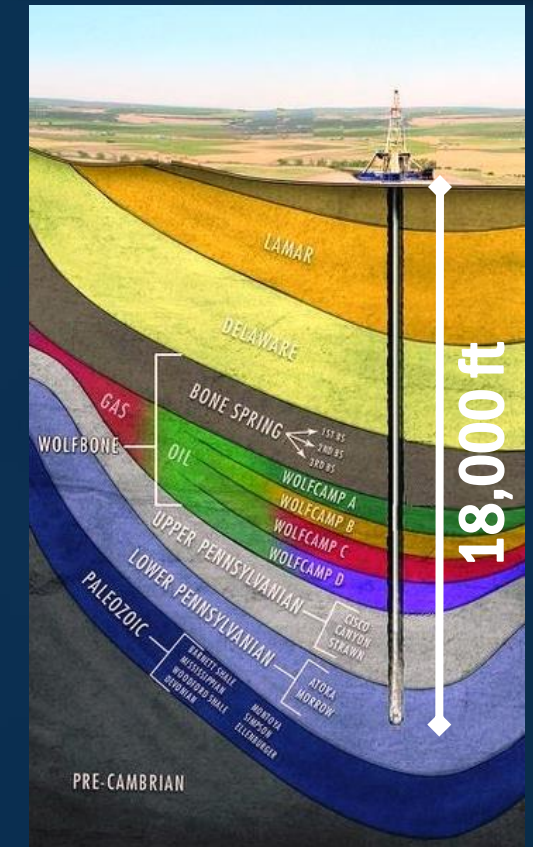 LAMAR
DELAWARE
BONE SPRING
1ST BS
2ND BS
3RD BS
GAS
WOLFBONE
OIL
WOLFCAMP A
WOLFCAMP B
WOLFCAMP C
WOLFCAMP D
UPPER PENNSYLVANIAN
CISCO
CANYON
STRAWN
LOWER PENNSYLVANIAN
ATOKA
MORROW
PALEOZOIC
BARNETT SHALE
MISSISSIPPIAN
WOODFORD SHALE
DEVONIAN
MONTOYA
SIMPSON
ELLENBURGER
PRE-CAMBRIAN
18,000 ft